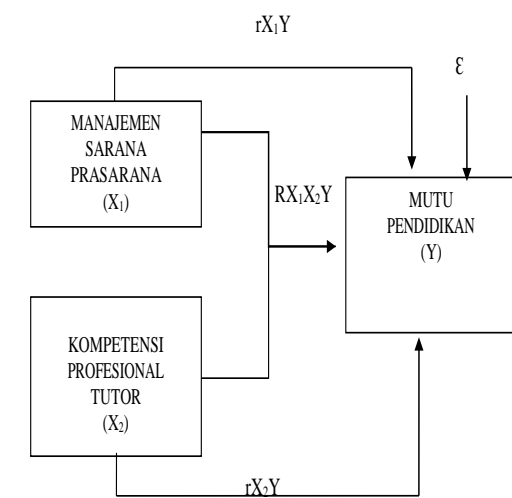 rX₁Y
ε
MANAJEMEN
SARANA
PRASARANA
(X₁)
RX₁X₂Y
MUTU
PENDIDIKAN
(Y)
KOMPETENSI
PROFESIONAL
TUTOR
(X₂)
rX₂Y